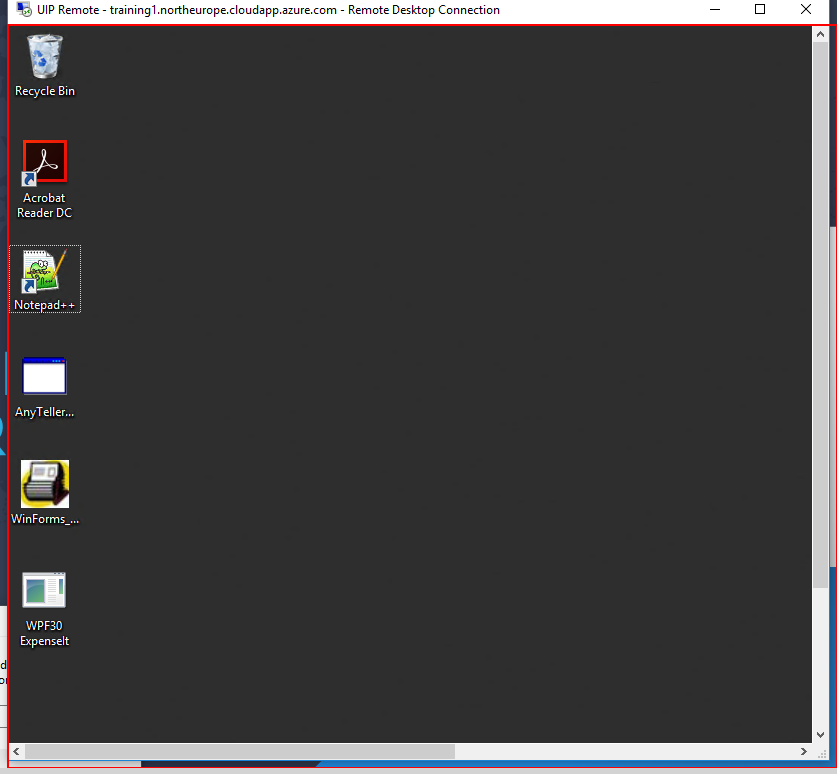 UIP Remote - training1.northeurope.cloudapp.azure.com - Remote Desktop Connection
Recycle Bin
Acrobat
Reader DC
Notepad++
AnyTeller...
WinForms_...
WPF30
ExpenseIt